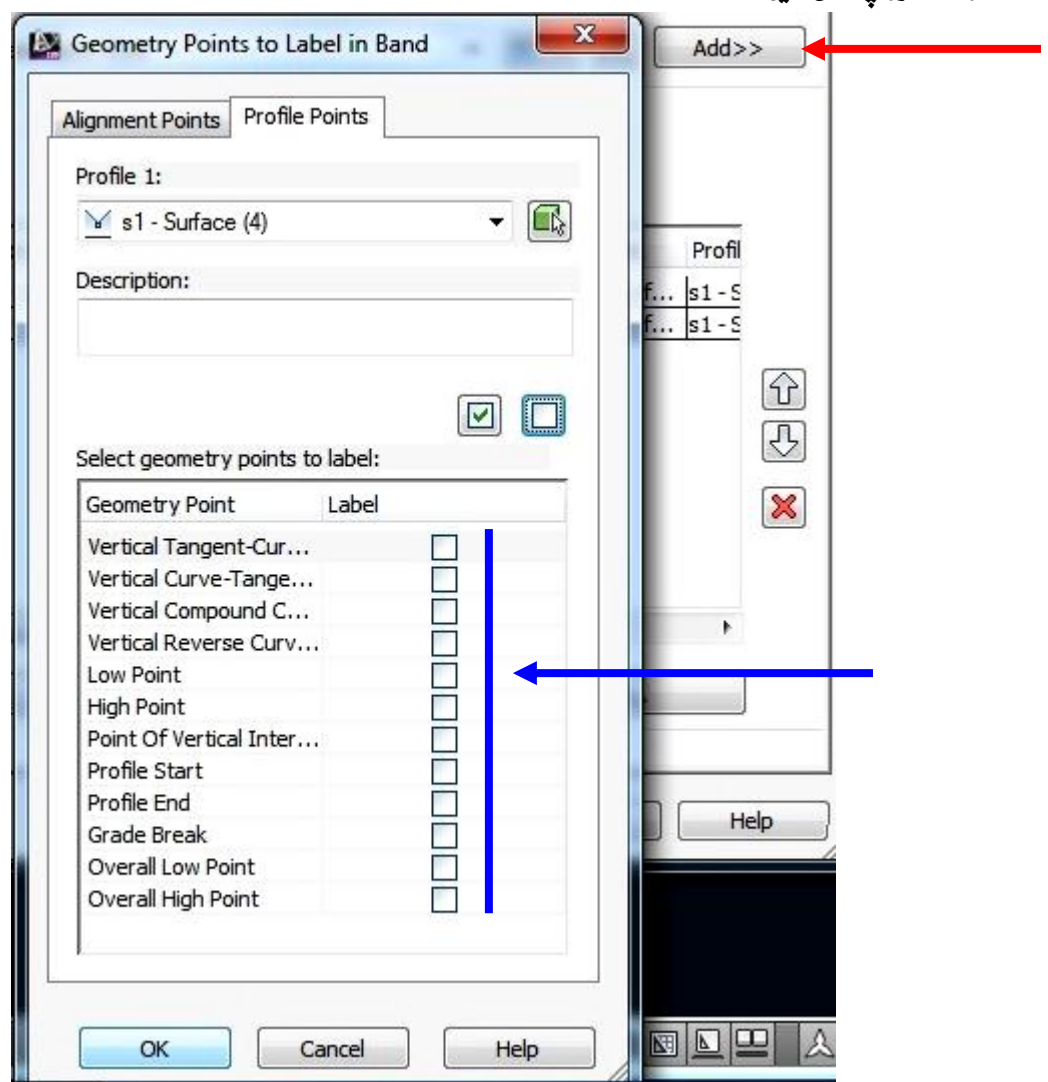 Geometry Points to Label in Band
Add>>
Alignment Points
Profile Points
Profile 1:
s1 - Surface (4)
Profil
Description:
f... s1 - S
f... s1 - S
Select geometry points to label:
Geometry Point Label
Vertical Tangent-Cur...
Vertical Curve-Tange...
Vertical Compound C...
Vertical Reverse Curv...
Low Point
High Point
Point Of Vertical Inter...
Profile Start
Profile End
Grade Break
Overall Low Point
Overall High Point
Help
OK
Cancel
Help